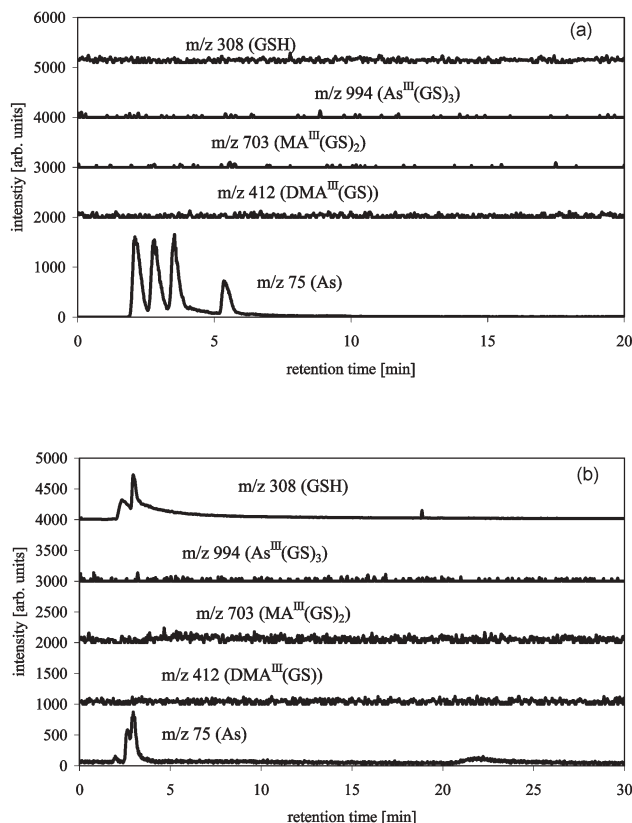 (a)
6000
m/z 308 (GSH)
5000
m/z 994 (Asᴵᴵᴵ(GS)₃)
4000
m/z 703 (MAᴵᴵᴵ(GS)₂)
3000
m/z 412 (DMAᴵᴵᴵ(GS))
2000
m/z 75 (As)
1000
0
intenstiy [arb. units]
0 5 10 15 20
retention time [min]
(b)
5000
m/z 308 (GSH)
4500
4000
3500
m/z 994 (Asᴵᴵᴵ(GS)₃)
3000
2500
m/z 703 (MAᴵᴵᴵ(GS)₂)
2000
1500
m/z 412 (DMAᴵᴵᴵ(GS))
1000
m/z 75 (As)
500
0
intensity [arb. units]
0 5 10 15 20 25 30
retention time [min]